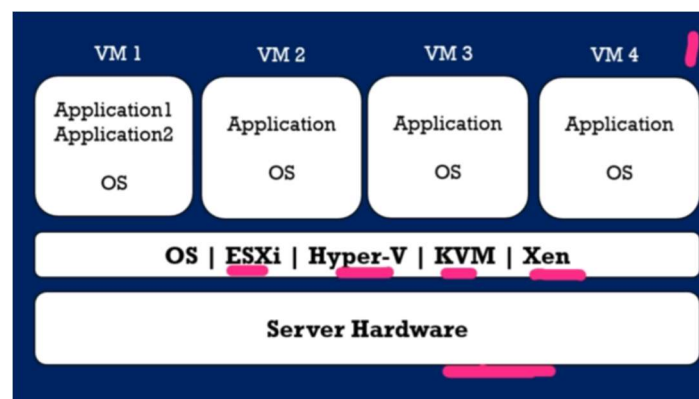 VM 1
VM 2
VM 3
VM 4
Application1
Application2
OS
Application
OS
Application
OS
Application
OS
OS | ESXi | Hyper-V | KVM | Xen
Server Hardware